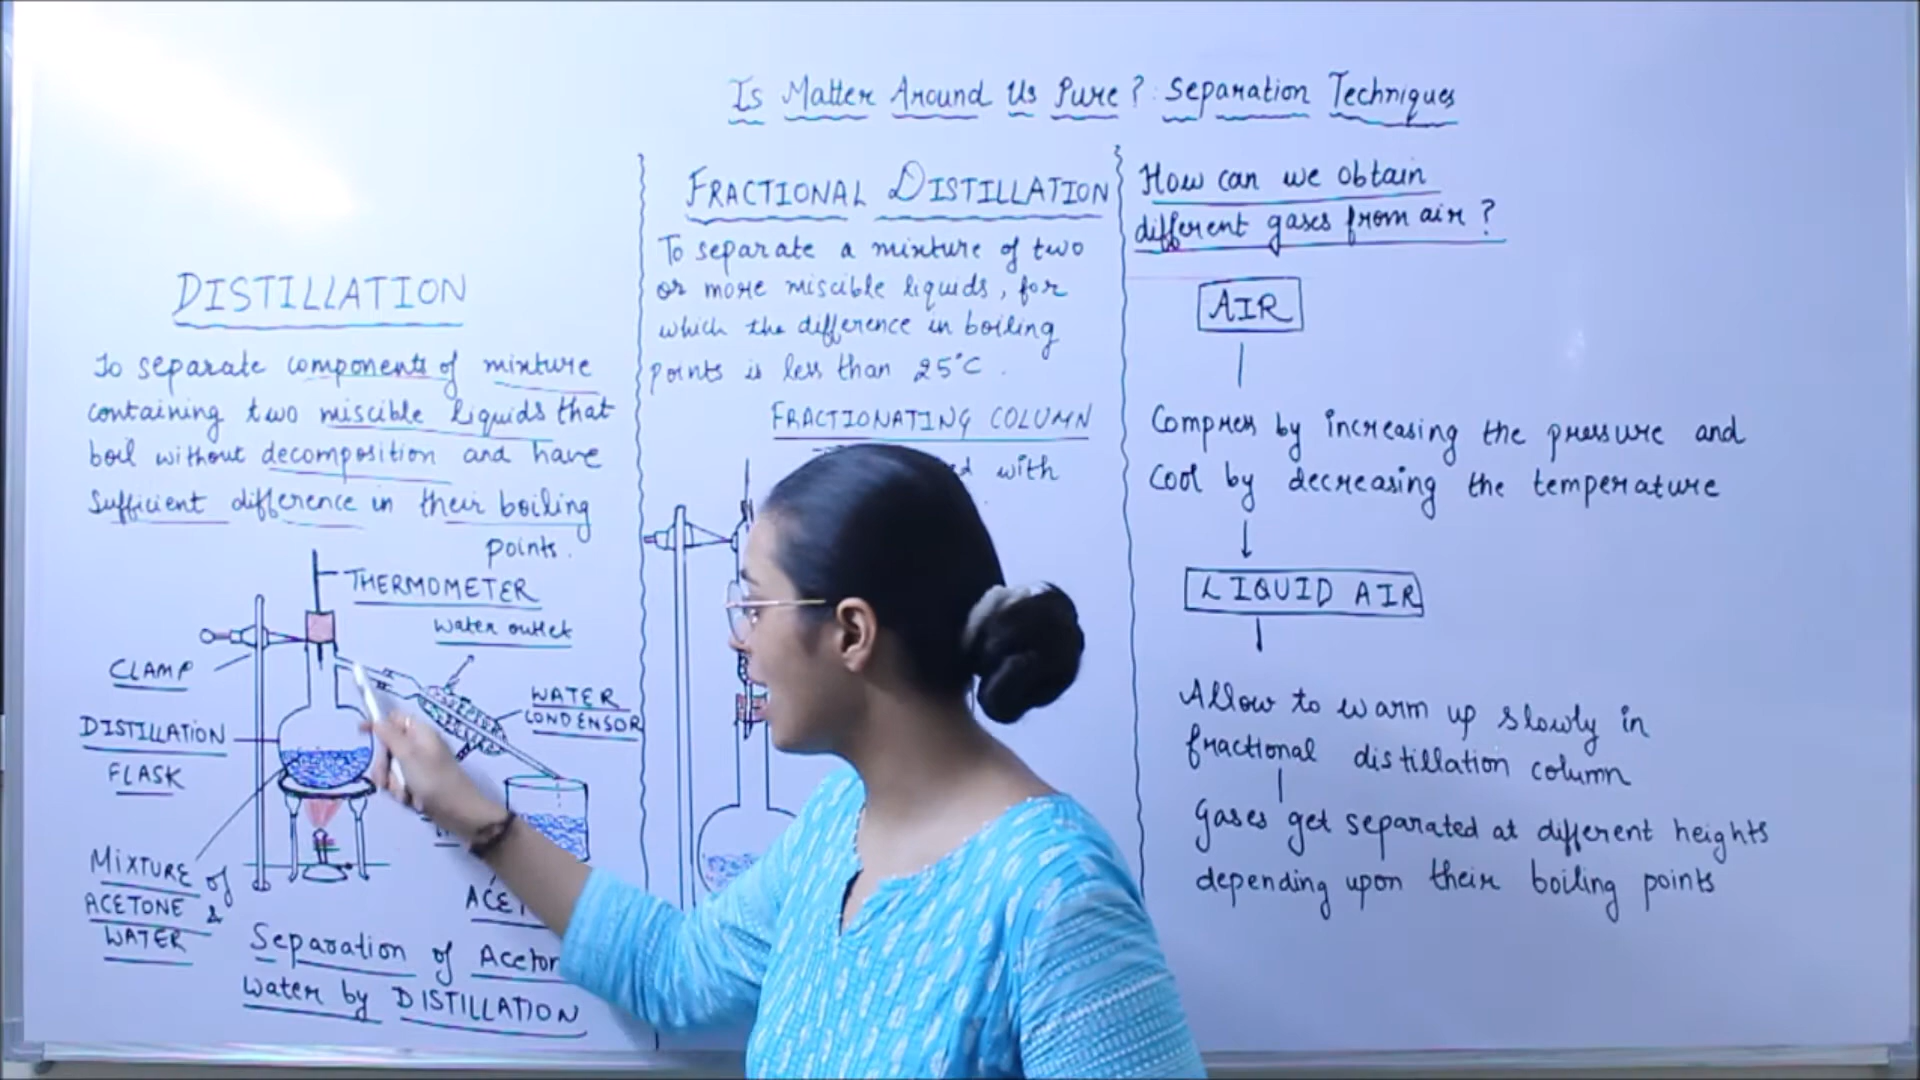 Is Matter Around Us Pure? : Separation Techniques
DISTILLATION
To separate components of mixture
containing two miscible liquids that
boil without decomposition and have
sufficient difference in their boiling
points.
THERMOMETER
Water outlet
CLAMP
WATER
CONDENSOR
DISTILLATION
FLASK
MIXTURE of
ACETONE &
WATER
Separation of
Water by DISTILLATION
FRACTIONAL DISTILLATION
To separate a mixture of two
or more miscible liquids, for
which the difference in boiling
points is less than 25°C.
FRACTIONATING COLUMN
with
How can we obtain
different gases from air?
AIR
Compress by increasing the pressure and
Cool by decreasing the temperature
LIQUID AIR
Allow to warm up slowly in
fractional distillation column
Gases get separated at different heights
depending upon their boiling points